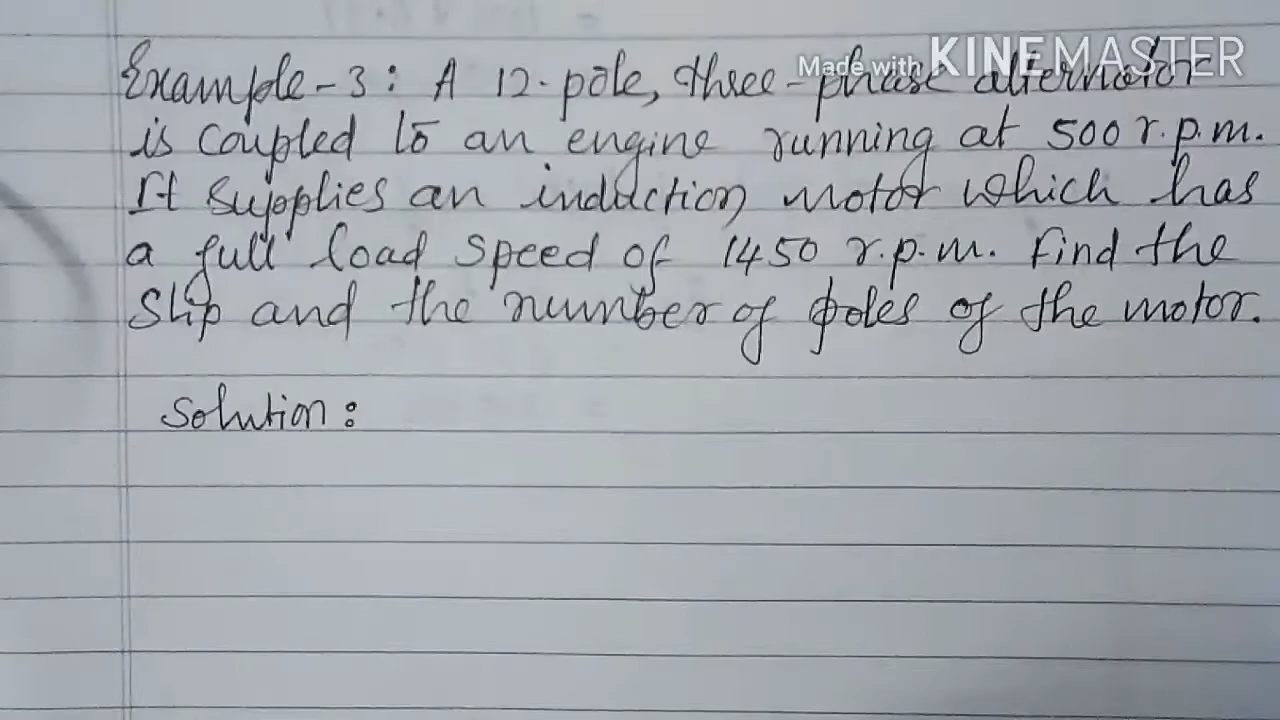 Made with KINEMASTER
Example-3: A 12-pole, three-phase alternator
is coupled to an engine running at 500 r.p.m.
It supplies an induction motor which has
a full load speed of 1450 r.p.m. Find the
slip and the number of poles of the motor.
Solution: